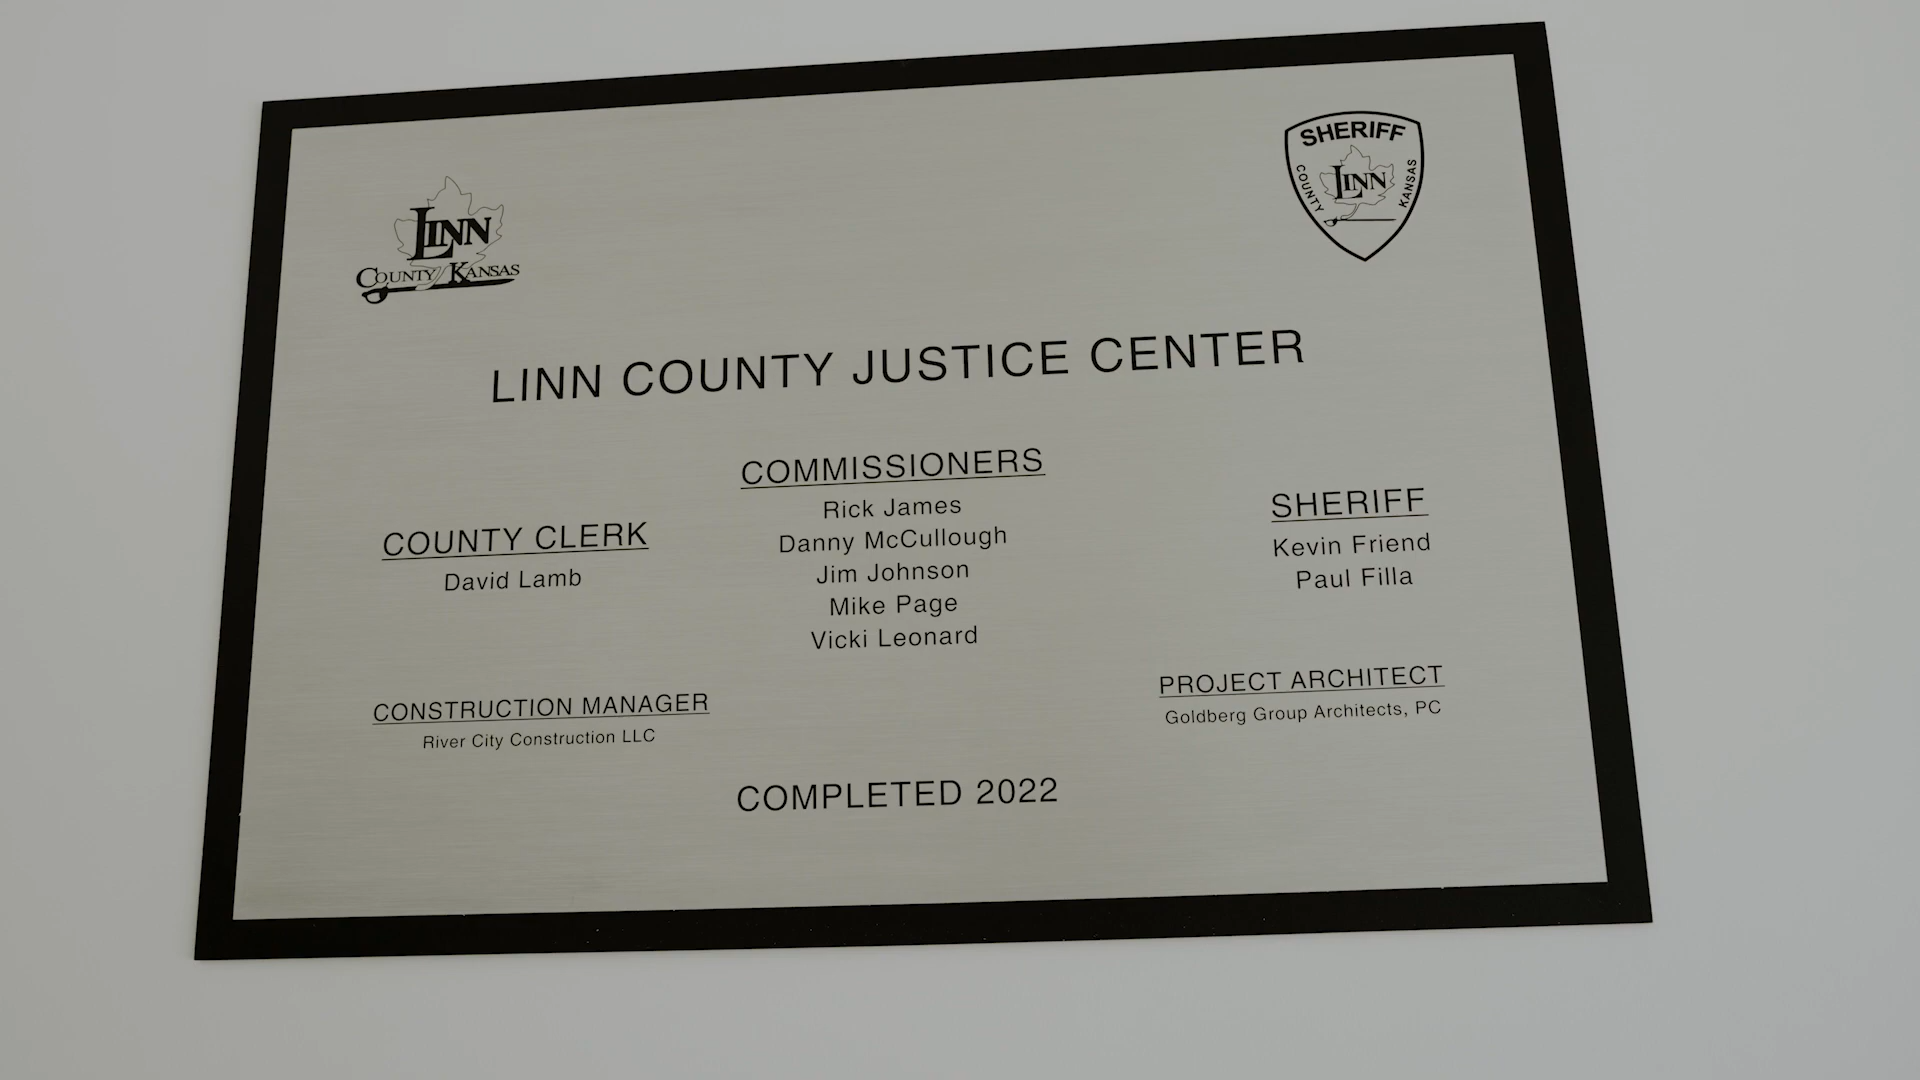 LINN
COUNTY KANSAS
SHERIFF
COUNTY
LINN
KANSAS
LINN COUNTY JUSTICE CENTER
COUNTY CLERK
David Lamb
COMMISSIONERS
Rick James
Danny McCullough
Jim Johnson
Mike Page
Vicki Leonard
SHERIFF
Kevin Friend
Paul Filla
CONSTRUCTION MANAGER
River City Construction LLC
PROJECT ARCHITECT
Goldberg Group Architects, PC
COMPLETED 2022